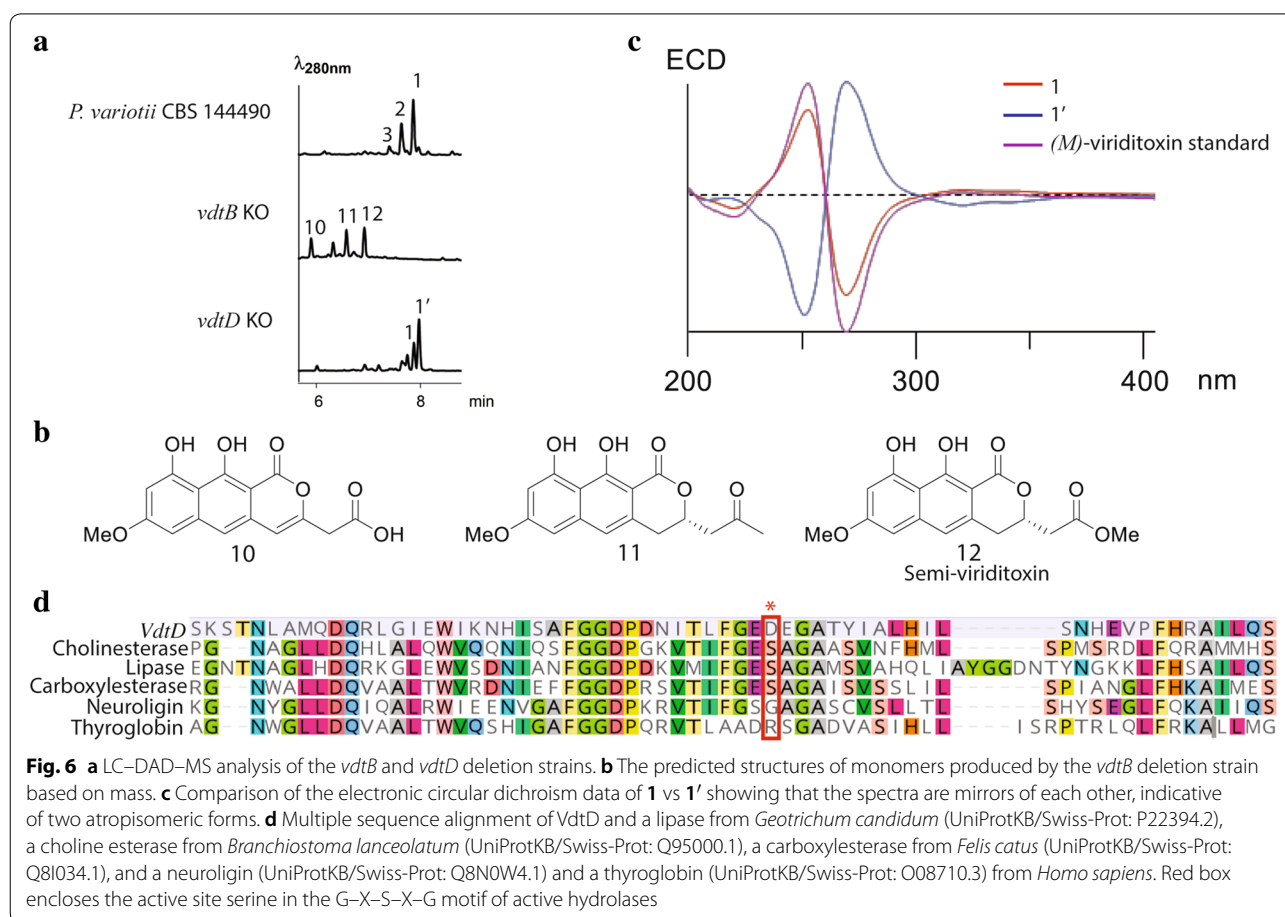 a
λ280nm
P. variotii CBS 144490
1
2
3
vdtB KO
10
11
12
vdtD KO
1
1′
6
8
min
c
ECD
1
1′
(M)-viriditoxin standard
200
300
400
nm
b
OH OH O
O
O
MeO
OH
10
OH OH O
O
O
MeO
11
OH OH O
O
O
MeO
OMe
12
Semi-viriditoxin
d
*
VdtD SKSTNLAMQDQRLGIEWIKNHISAFGGDPDNITLFGEDEGATYIALHIL------SNHEVPFHRAILQS
Cholinesterase PG--NAGLLDQHLALQWVQQNIQSFGGDPKSVTIFGESAGAASVNFHML------SPMSRDLFQRAMMHS
Lipase EGNTNAGLHDQRKGLEWVSDNIANFGGDPDKVMIFGESAGAMSVAHQLIAYGGDNTYNGKKLFHSAILQS
Carboxylesterase RG--NWALLDQVAALTWVRDNIEFFGGDPRSVTIFGESAGAISVSSLIL------SPIANGLFHKAIMES
Neuroligin KG--NYGLLDQIQALRWIEENVGAFGGDPKRVTIFGSGAGASCVSLLTL------SHYSEGLFQKAIIQS
Thyroglobin AG--NWGLLDQVAALTWVQSHIGAFGGDPQRVTLAADRSGADVASIHLL----ISRPTRLQLFRKALLMG
Fig. 6 a LC–DAD–MS analysis of the vdtB and vdtD deletion strains. b The predicted structures of monomers produced by the vdtB deletion strain
based on mass. c Comparison of the electronic circular dichroism data of 1 vs 1′ showing that the spectra are mirrors of each other, indicative
of two atropisomeric forms. d Multiple sequence alignment of VdtD and a lipase from Geotrichum candidum (UniProtKB/Swiss-Prot: P22394.2),
a choline esterase from Branchiostoma lanceolatum (UniProtKB/Swiss-Prot: Q95000.1), a carboxylesterase from Felis catus (UniProtKB/Swiss-Prot:
Q8I034.1), and a neuroligin (UniProtKB/Swiss-Prot: Q8N0W4.1) and a thyroglobin (UniProtKB/Swiss-Prot: O08710.3) from Homo sapiens. Red box
encloses the active site serine in the G–X–S–X–G motif of active hydrolases